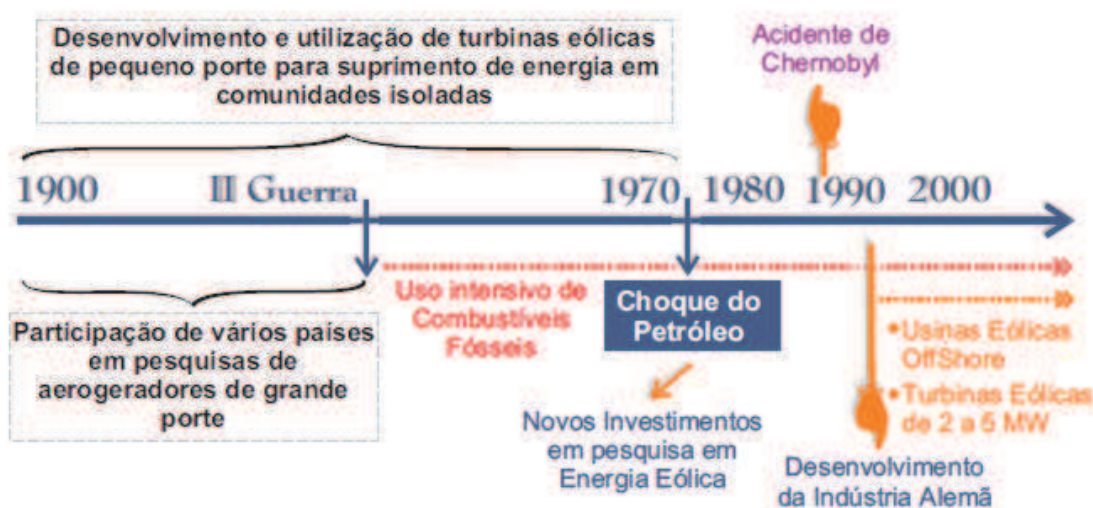 Desenvolvimento e utilização de turbinas eólicas
de pequeno porte para suprimento de energia em
comunidades isoladas
Acidente de
Chernobyl
1900 II Guerra 1970 1980 1990 2000
Participação de vários países
em pesquisas de
aerogeradores de grande
porte
Uso intensivo de
Combustíveis
Fósseis
Choque do
Petróleo
Novos Investimentos
em pesquisa em
Energia Eólica
•Usinas Eólicas
OffShore
•Turbinas Eólicas
de 2 a 5 MW
Desenvolvimento
da Indústria Alemã